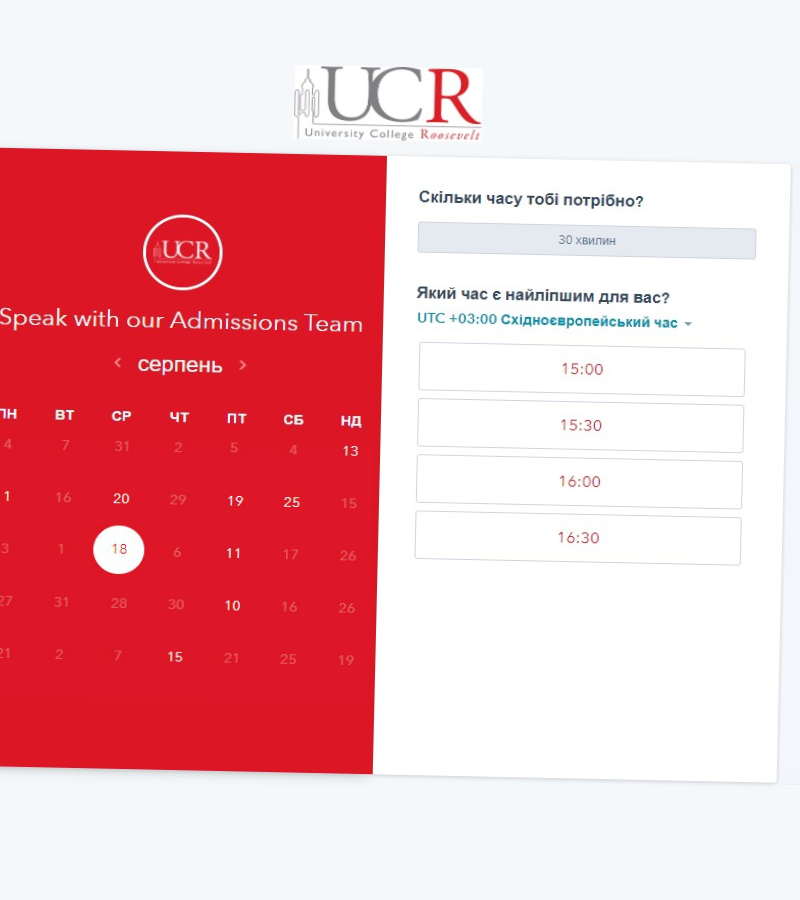 UCR
University College Roosevelt
UCR
Speak with our Admissions Team
серпень
ПН ВТ СР ЧТ ПТ СБ НД
4 7 31 2 5 4 13
1 16 20 29 19 25 15
3 1 18 6 11 17 26
27 31 28 30 10 16 26
21 2 7 15 21 25 19
Скільки часу тобі потрібно?
30 хвилин
Який час є найліпшим для вас?
UTC +03:00 Східноєвропейський час
15:00
15:30
16:00
16:30